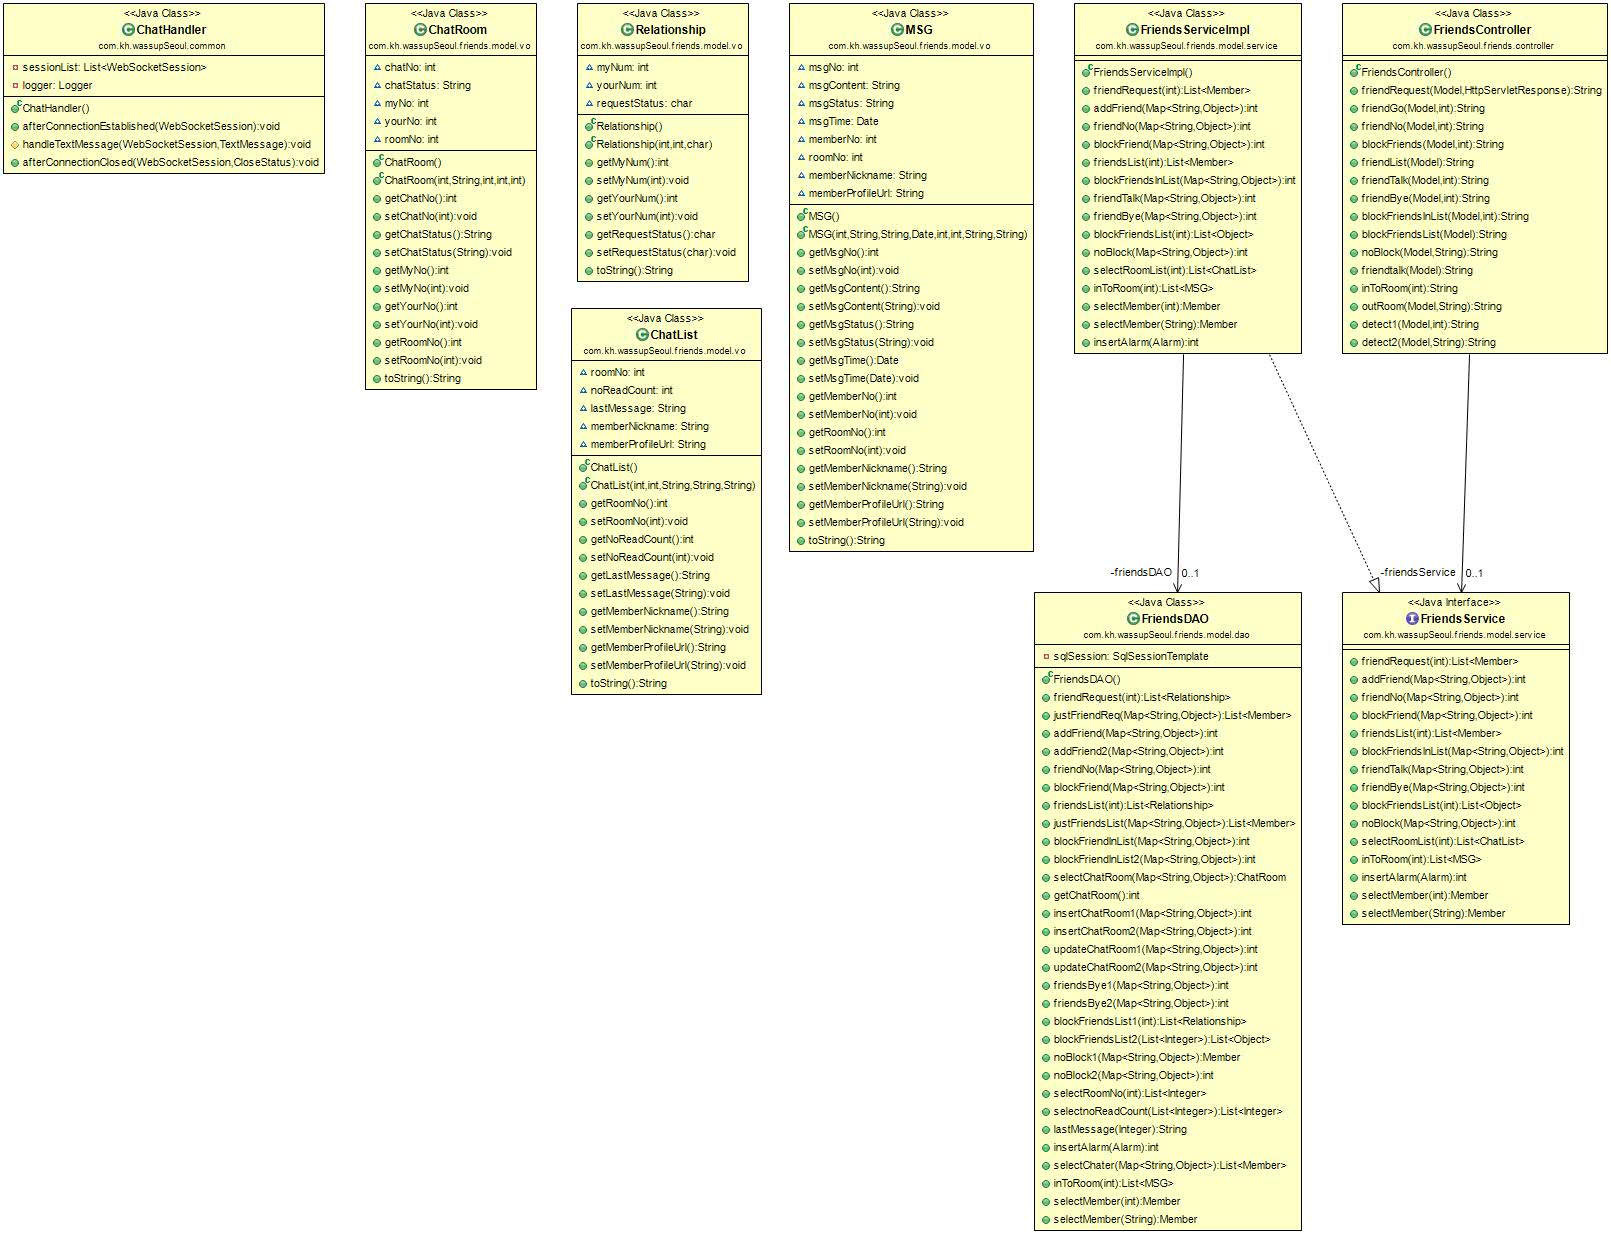 <<Java Class>>
ChatHandler
com.kh.wassupSeoul.common
sessionList: List<WebSocketSession>
logger: Logger
ChatHandler()
afterConnectionEstablished(WebSocketSession):void
handleTextMessage(WebSocketSession,TextMessage):void
afterConnectionClosed(WebSocketSession,CloseStatus):void
<<Java Class>>
ChatRoom
com.kh.wassupSeoul.friends.model.vo
chatNo: int
chatStatus: String
myNo: int
yourNo: int
roomNo: int
ChatRoom()
ChatRoom(int,String,int,int,int)
getChatNo():int
setChatNo(int):void
getChatStatus():String
setChatStatus(String):void
getMyNo():int
setMyNo(int):void
getYourNo():int
setYourNo(int):void
getRoomNo():int
setRoomNo(int):void
toString():String
<<Java Class>>
Relationship
com.kh.wassupSeoul.friends.model.vo
myNum: int
yourNum: int
requestStatus: char
Relationship()
Relationship(int,int,char)
getMyNum():int
setMyNum(int):void
getYourNum():int
setYourNum(int):void
getRequestStatus():char
setRequestStatus(char):void
toString():String
<<Java Class>>
ChatList
com.kh.wassupSeoul.friends.model.vo
roomNo: int
noReadCount: int
lastMessage: String
memberNickname: String
memberProfileUrl: String
ChatList()
ChatList(int,int,String,String,String)
getRoomNo():int
setRoomNo(int):void
getNoReadCount():int
setNoReadCount(int):void
getLastMessage():String
setLastMessage(String):void
getMemberNickname():String
setMemberNickname(String):void
getMemberProfileUrl():String
setMemberProfileUrl(String):void
toString():String
<<Java Class>>
MSG
com.kh.wassupSeoul.friends.model.vo
msgNo: int
msgContent: String
msgStatus: String
msgTime: Date
memberNo: int
roomNo: int
memberNickname: String
memberProfileUrl: String
MSG()
MSG(int,String,String,Date,int,int,String,String)
getMsgNo():int
setMsgNo(int):void
getMsgContent():String
setMsgContent(String):void
getMsgStatus():String
setMsgStatus(String):void
getMsgTime():Date
setMsgTime(Date):void
getMemberNo():int
setMemberNo(int):void
getRoomNo():int
setRoomNo(int):void
getMemberNickname():String
setMemberNickname(String):void
getMemberProfileUrl():String
setMemberProfileUrl(String):void
toString():String
<<Java Class>>
FriendsServiceImpl
com.kh.wassupSeoul.friends.model.service
FriendsServiceImpl()
friendRequest(int):List<Member>
addFriend(Map<String,Object>):int
friendNo(Map<String,Object>):int
blockFriend(Map<String,Object>):int
friendsList(int):List<Member>
blockFriendsInList(Map<String,Object>):int
friendTalk(Map<String,Object>):int
friendBye(Map<String,Object>):int
blockFriendsList(int):List<Object>
noBlock(Map<String,Object>):int
selectRoomList(int):List<ChatList>
inToRoom(int):List<MSG>
selectMember(int):Member
selectMember(String):Member
insertAlarm(Alarm):int
<<Java Class>>
FriendsController
com.kh.wassupSeoul.friends.controller
FriendsController()
friendRequest(Model,HttpServletResponse):String
friendGo(Model,int):String
friendNo(Model,int):String
blockFriends(Model,int):String
friendList(Model):String
friendTalk(Model,int):String
friendBye(Model,int):String
blockFriendsInList(Model,int):String
blockFriendsList(Model):String
noBlock(Model,String):String
friendtalk(Model):String
inToRoom(int):String
outRoom(Model,String):String
detect1(Model,int):String
detect2(Model,String):String
-friendsDAO 0..1
-friendsService 0..1
<<Java Class>>
FriendsDAO
com.kh.wassupSeoul.friends.model.dao
sqlSession: SqlSessionTemplate
FriendsDAO()
friendRequest(int):List<Relationship>
justFriendReq(Map<String,Object>):List<Member>
addFriend(Map<String,Object>):int
addFriend2(Map<String,Object>):int
friendNo(Map<String,Object>):int
blockFriend(Map<String,Object>):int
friendsList(int):List<Relationship>
justFriendsList(Map<String,Object>):List<Member>
blockFriendInList(Map<String,Object>):int
blockFriendInList2(Map<String,Object>):int
selectChatRoom(Map<String,Object>):ChatRoom
getChatRoom():int
insertChatRoom1(Map<String,Object>):int
insertChatRoom2(Map<String,Object>):int
updateChatRoom1(Map<String,Object>):int
updateChatRoom2(Map<String,Object>):int
friendsBye1(Map<String,Object>):int
friendsBye2(Map<String,Object>):int
blockFriendsList1(int):List<Relationship>
blockFriendsList2(List<Integer>):List<Object>
noBlock1(Map<String,Object>):Member
noBlock2(Map<String,Object>):int
selectRoomNo(int):List<Integer>
selectnoReadCount(List<Integer>):List<Integer>
lastMessage(Integer):String
insertAlarm(Alarm):int
selectChater(Map<String,Object>):List<Member>
inToRoom(int):List<MSG>
selectMember(int):Member
selectMember(String):Member
<<Java Interface>>
FriendsService
com.kh.wassupSeoul.friends.model.service
friendRequest(int):List<Member>
addFriend(Map<String,Object>):int
friendNo(Map<String,Object>):int
blockFriend(Map<String,Object>):int
friendsList(int):List<Member>
blockFriendsInList(Map<String,Object>):int
friendTalk(Map<String,Object>):int
friendBye(Map<String,Object>):int
blockFriendsList(int):List<Object>
noBlock(Map<String,Object>):int
selectRoomList(int):List<ChatList>
inToRoom(int):List<MSG>
insertAlarm(Alarm):int
selectMember(int):Member
selectMember(String):Member